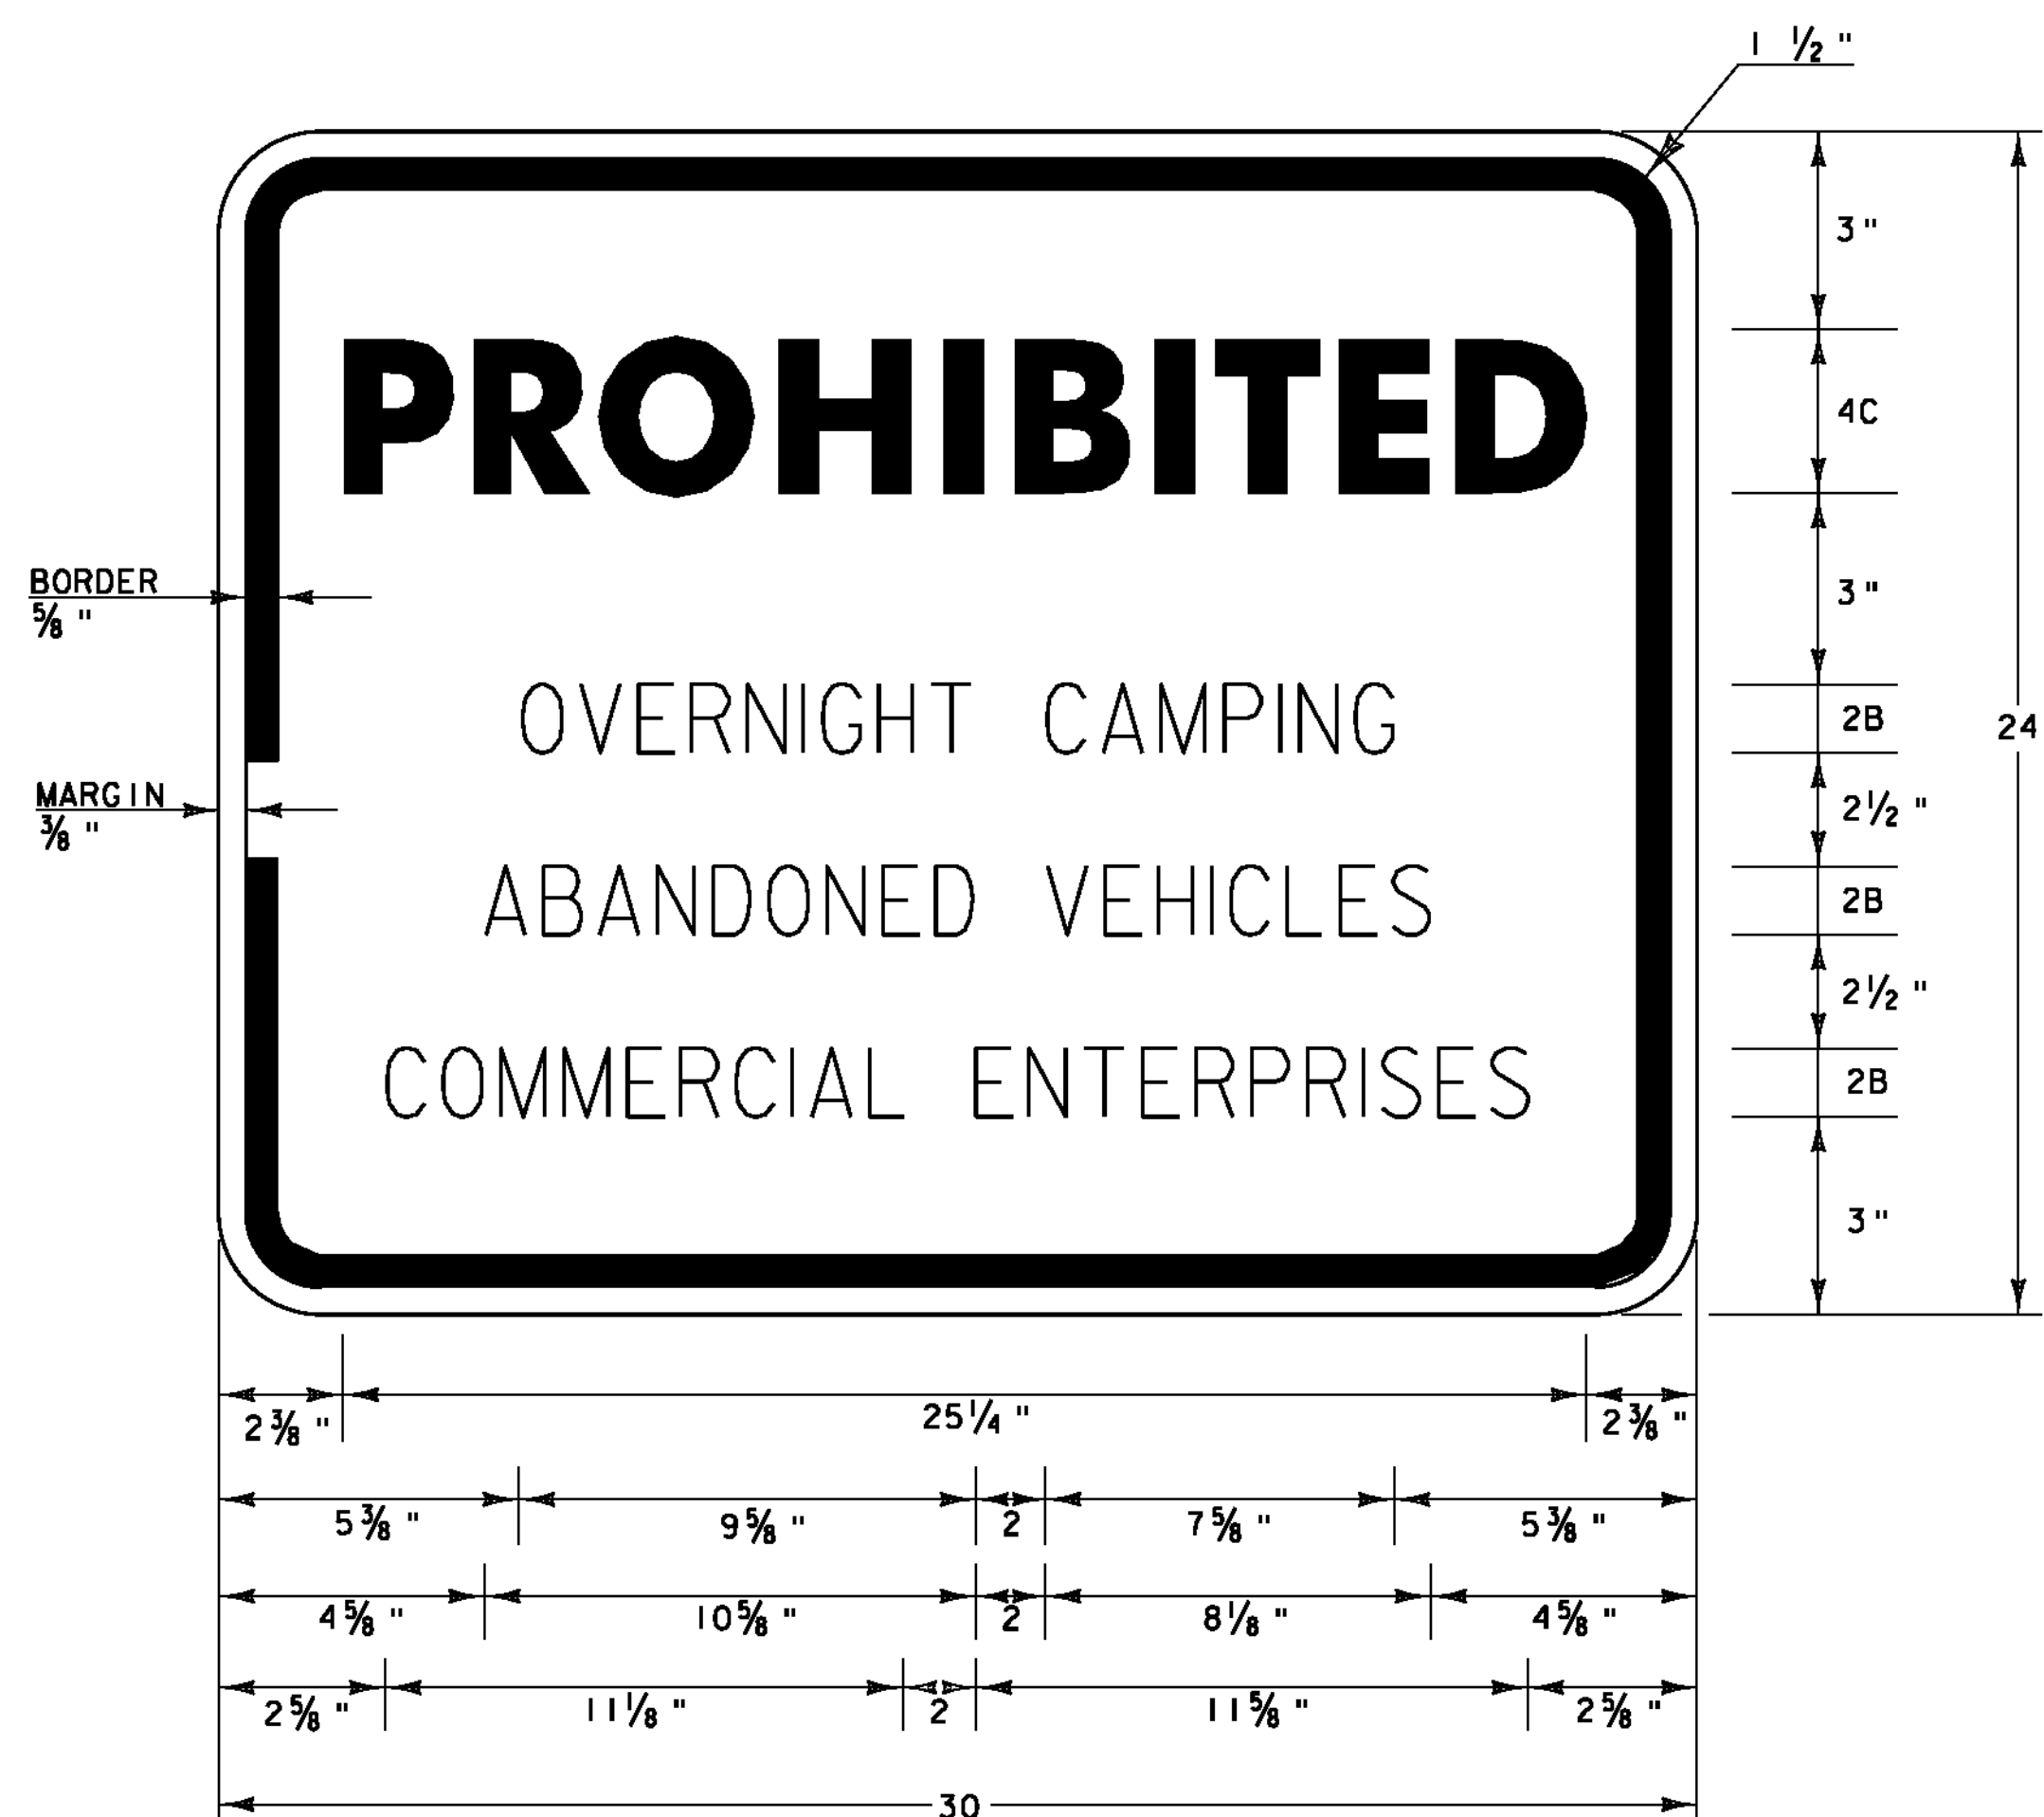 1 1/2 "
3 "
PROHIBITED
4C
BORDER
5/8 "
3 "
OVERNIGHT CAMPING
2B
24
MARGIN
3/8 "
2 1/2 "
ABANDONED VEHICLES
2B
2 1/2 "
COMMERCIAL ENTERPRISES
2B
3 "
2 3/8 " 25 1/4 " 2 3/8 "
5 3/8 " 9 5/8 " 2 7 5/8 " 5 3/8 "
4 5/8 " 10 5/8 " 2 8 1/8 " 4 5/8 "
2 5/8 " 11 1/8 " 2 11 5/8 " 2 5/8 "
30